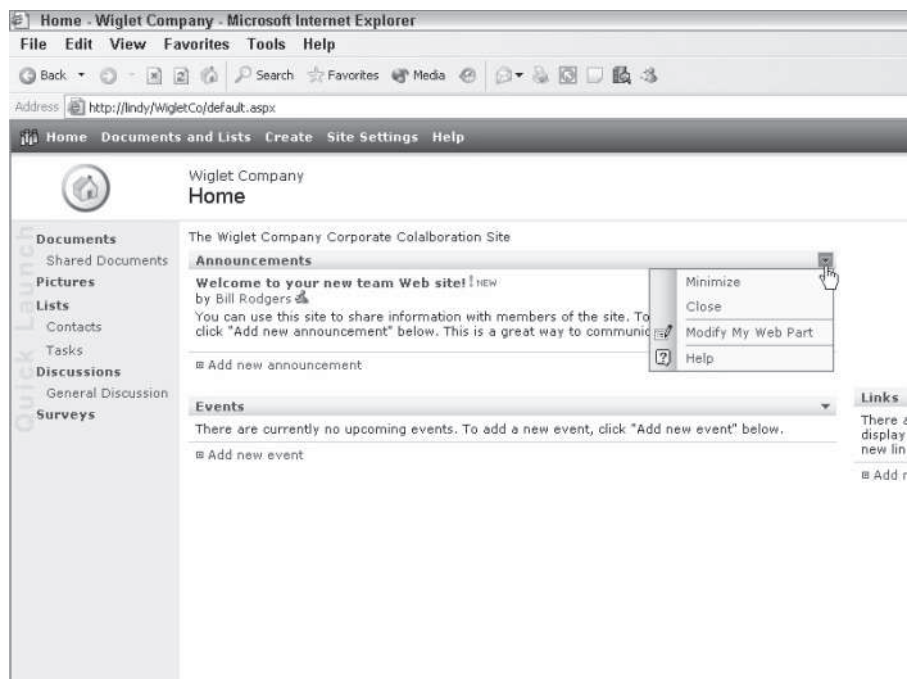 Home - Wiglet Company - Microsoft Internet Explorer
File Edit View Favorites Tools Help
Back Search Favorites Media
Address http://lindy/WigletCo/default.aspx
Home Documents and Lists Create Site Settings Help
Wiglet Company
Home
Quick Launch
Documents
Shared Documents
Pictures
Lists
Contacts
Tasks
Discussions
General Discussion
Surveys
The Wiglet Company Corporate Colalboration Site
Announcements
Welcome to your new team Web site! NEW
by Bill Rodgers
You can use this site to share information with members of the site. To
click "Add new announcement" below. This is a great way to communic
Add new announcement
Minimize
Close
Modify My Web Part
Help
Events
There are currently no upcoming events. To add a new event, click "Add new event" below.
Add new event
Links
There a
display
new lin
Add r